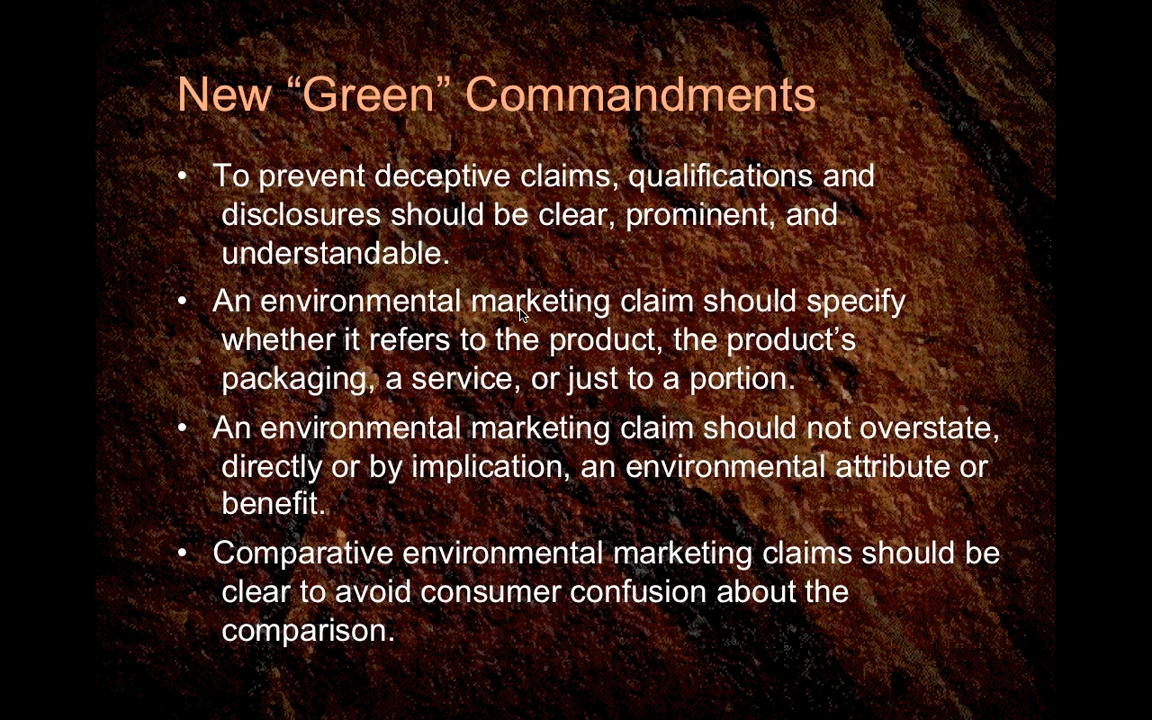 New “Green” Commandments
• To prevent deceptive claims, qualifications and
disclosures should be clear, prominent, and
understandable.
• An environmental marketing claim should specify
whether it refers to the product, the product’s
packaging, a service, or just to a portion.
• An environmental marketing claim should not overstate,
directly or by implication, an environmental attribute or
benefit.
• Comparative environmental marketing claims should be
clear to avoid consumer confusion about the
comparison.